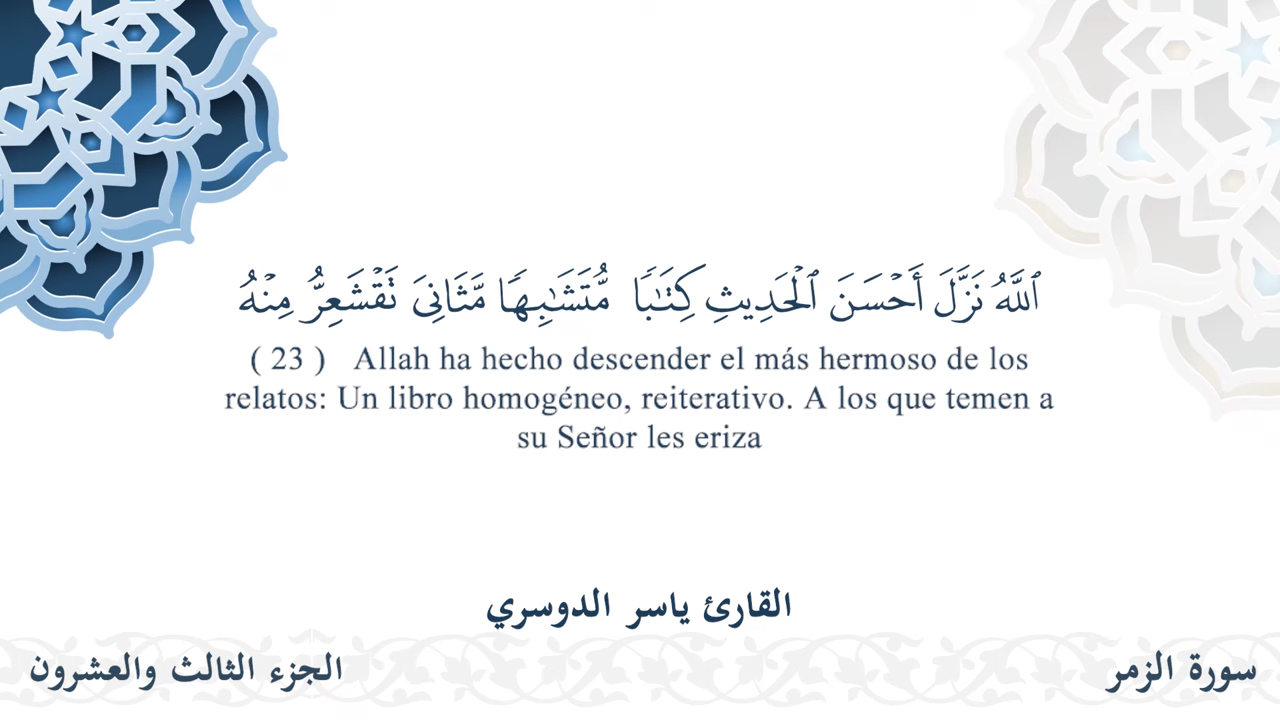 ٱللَّهُ نَزَّلَ أَحۡسَنَ ٱلۡحَدِيثِ كِتَٰبٗا مُّتَشَٰبِهٗا مَّثَانِيَ تَقۡشَعِرُّ مِنۡهُ
( 23 ) Allah ha hecho descender el más hermoso de los
relatos: Un libro homogéneo, reiterativo. A los que temen a
su Señor les eriza
القارئ ياسر الدوسري
سورة الزمر
الجزء الثالث والعشرون